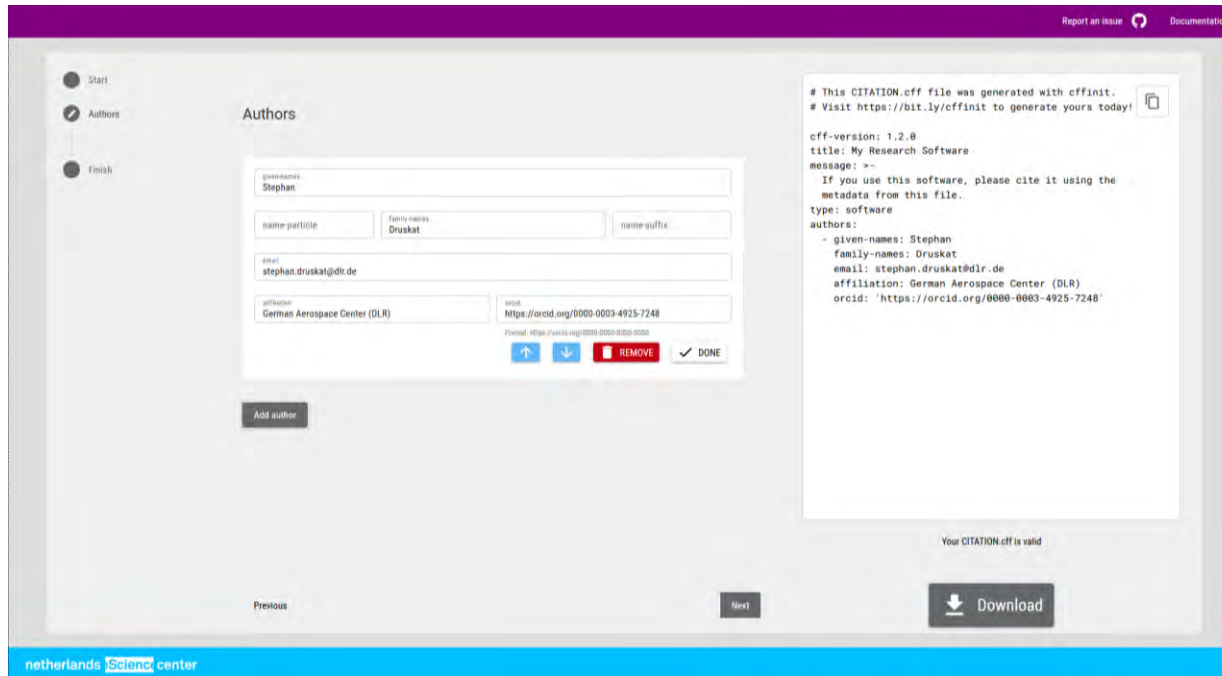 Report an issue
Documentatio
Start
Authors
Finish
Authors
given-names
Stephan
name-particle
family-names
Druskat
name-suffix
email
stephan.druskat@dlr.de
affiliation
German Aerospace Center (DLR)
orcid
https://orcid.org/0000-0003-4925-7248
Format: https://orcid.org/0000-0000-0000-0000
REMOVE
DONE
Add author
Previous
Next
# This CITATION.cff file was generated with cffinit.
# Visit https://bit.ly/cffinit to generate yours today!
cff-version: 1.2.0
title: My Research Software
message: >-
If you use this software, please cite it using the
metadata from this file.
type: software
authors:
- given-names: Stephan
family-names: Druskat
email: stephan.druskat@dlr.de
affiliation: German Aerospace Center (DLR)
orcid: 'https://orcid.org/0000-0003-4925-7248'
Your CITATION.cff is valid
Download
netherlands eScience center